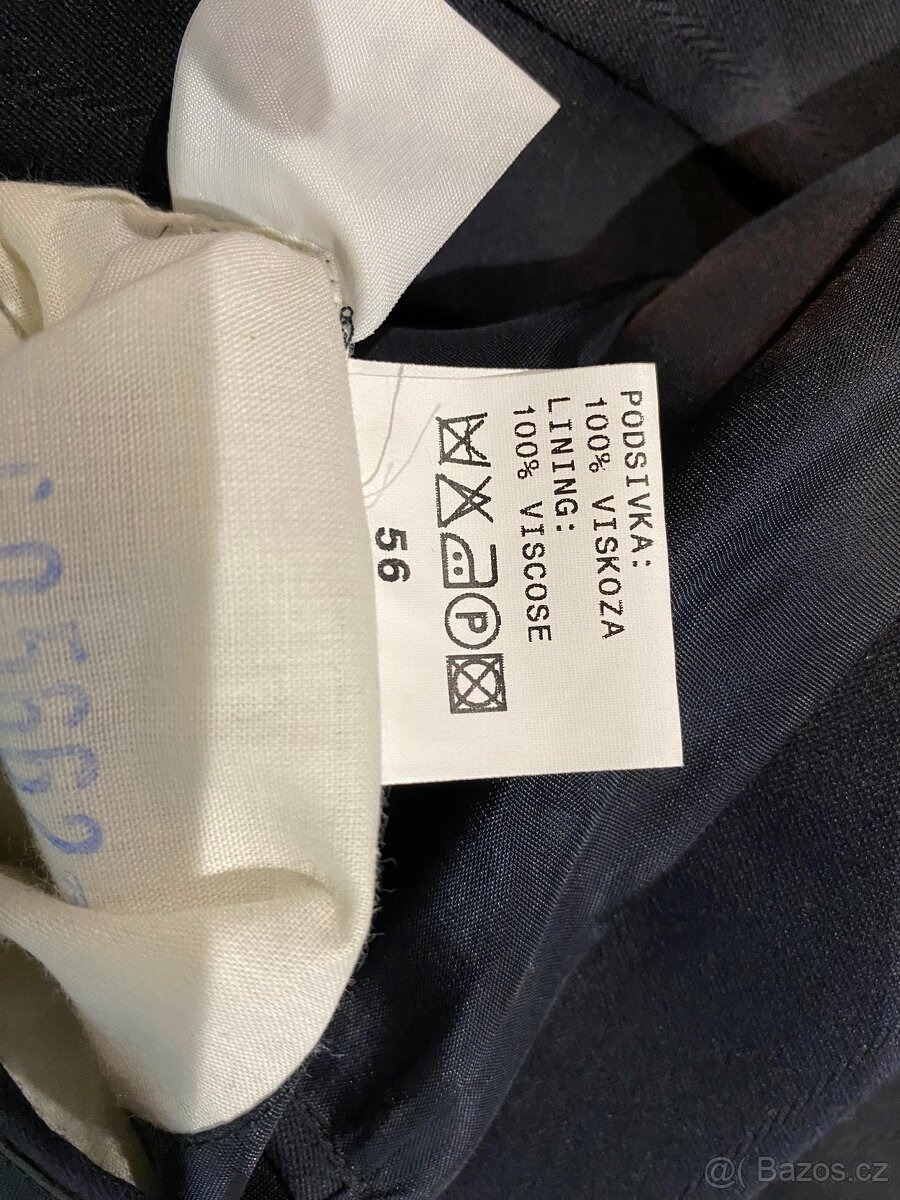 PODSIVKA:
100% VISKOZA
LINING:
100% VISCOSE
P
56
@( Bazos.cz